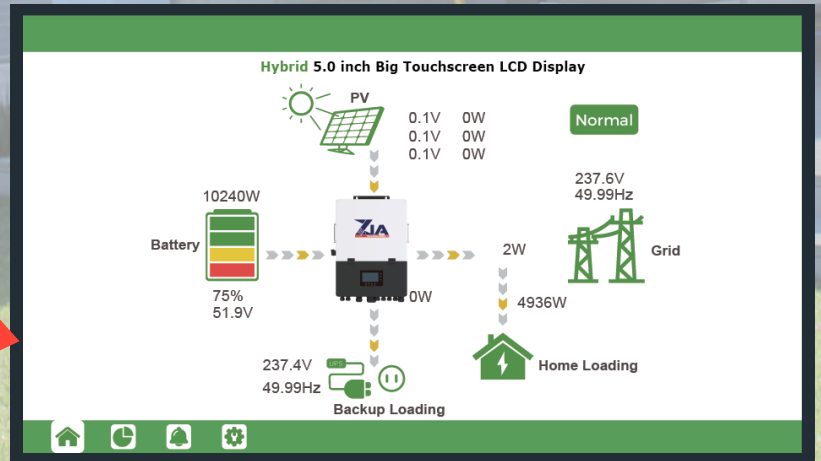 Hybrid 5.0 inch Big Touchscreen LCD Display
PV
0.1V 0W
0.1V 0W
0.1V 0W
Normal
237.6V
49.99Hz
Grid
10240W
Battery
75%
51.9V
ZIA
0W
2W
4936W
Home Loading
237.4V
49.99Hz
UPS
Backup Loading